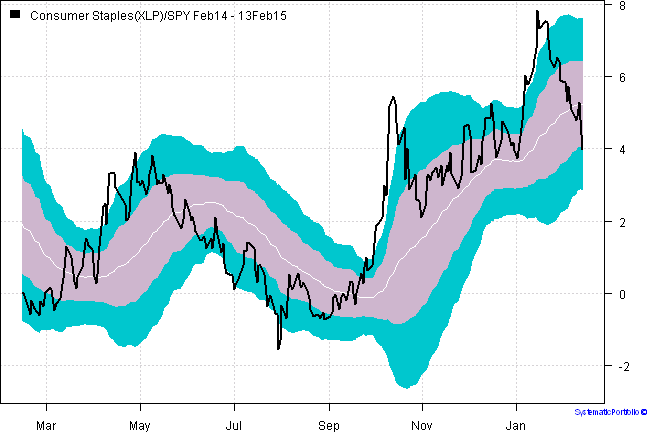 Consumer Staples(XLP)/SPY Feb14 - 13Feb15
8
6
4
2
0
-2
Mar May Jul Sep Nov Jan
SystematicPortfolio ©